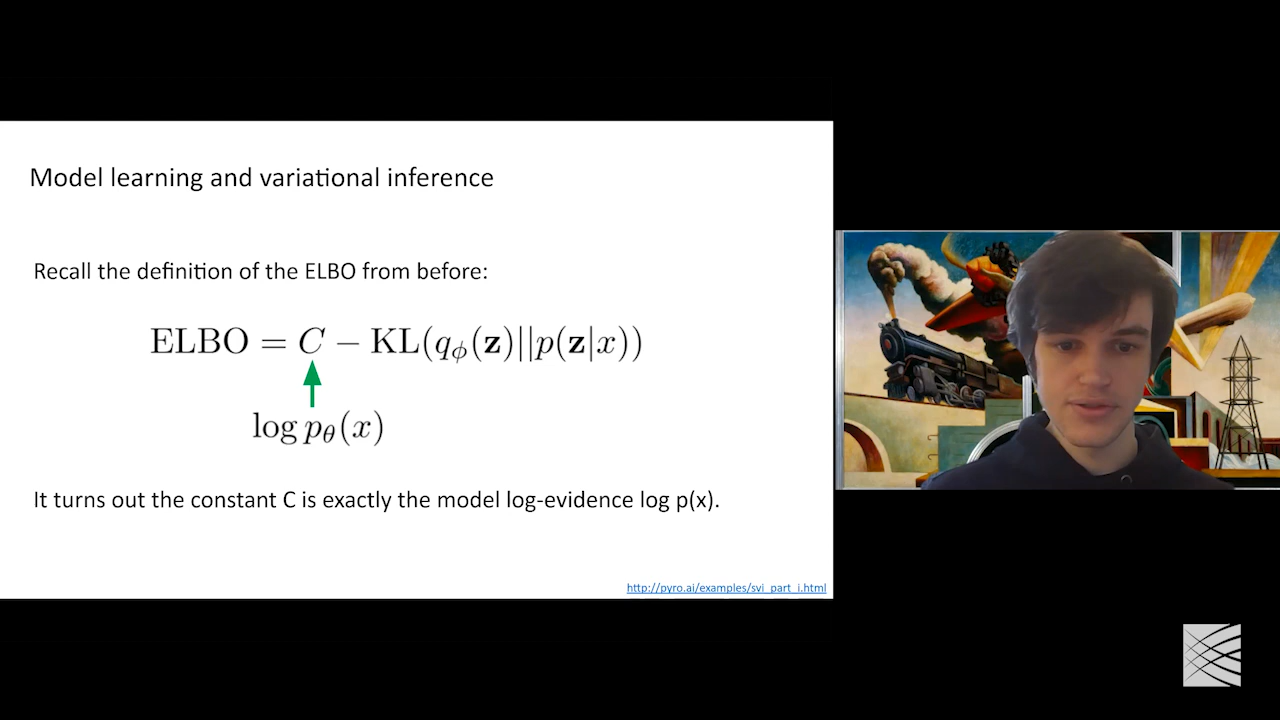 Model learning and variational inference
Recall the definition of the ELBO from before:
ELBO = C − KL(q_ϕ(𝐳)||p(𝐳|x))
log p_θ(x)
It turns out the constant C is exactly the model log-evidence log p(x).
http://pyro.ai/examples/svi_part_i.html